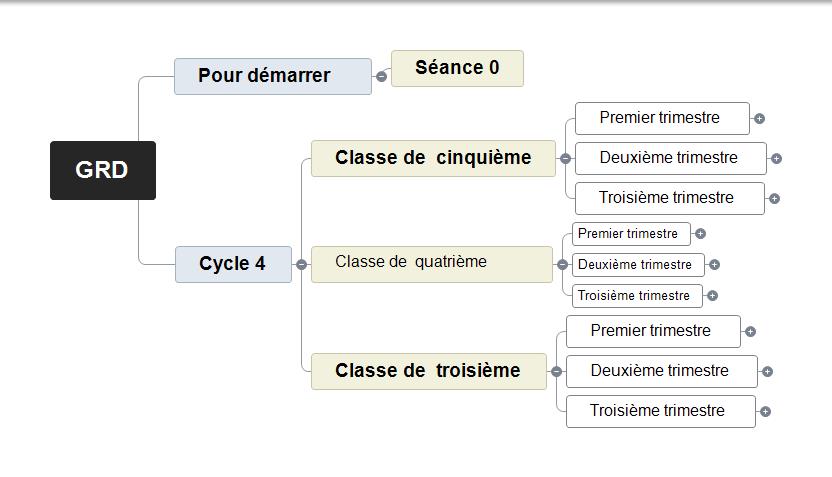 GRD
Pour démarrer
Séance 0
Cycle 4
Classe de cinquième
Premier trimestre
Deuxième trimestre
Troisième trimestre
Classe de quatrième
Premier trimestre
Deuxième trimestre
Troisième trimestre
Classe de troisième
Premier trimestre
Deuxième trimestre
Troisième trimestre